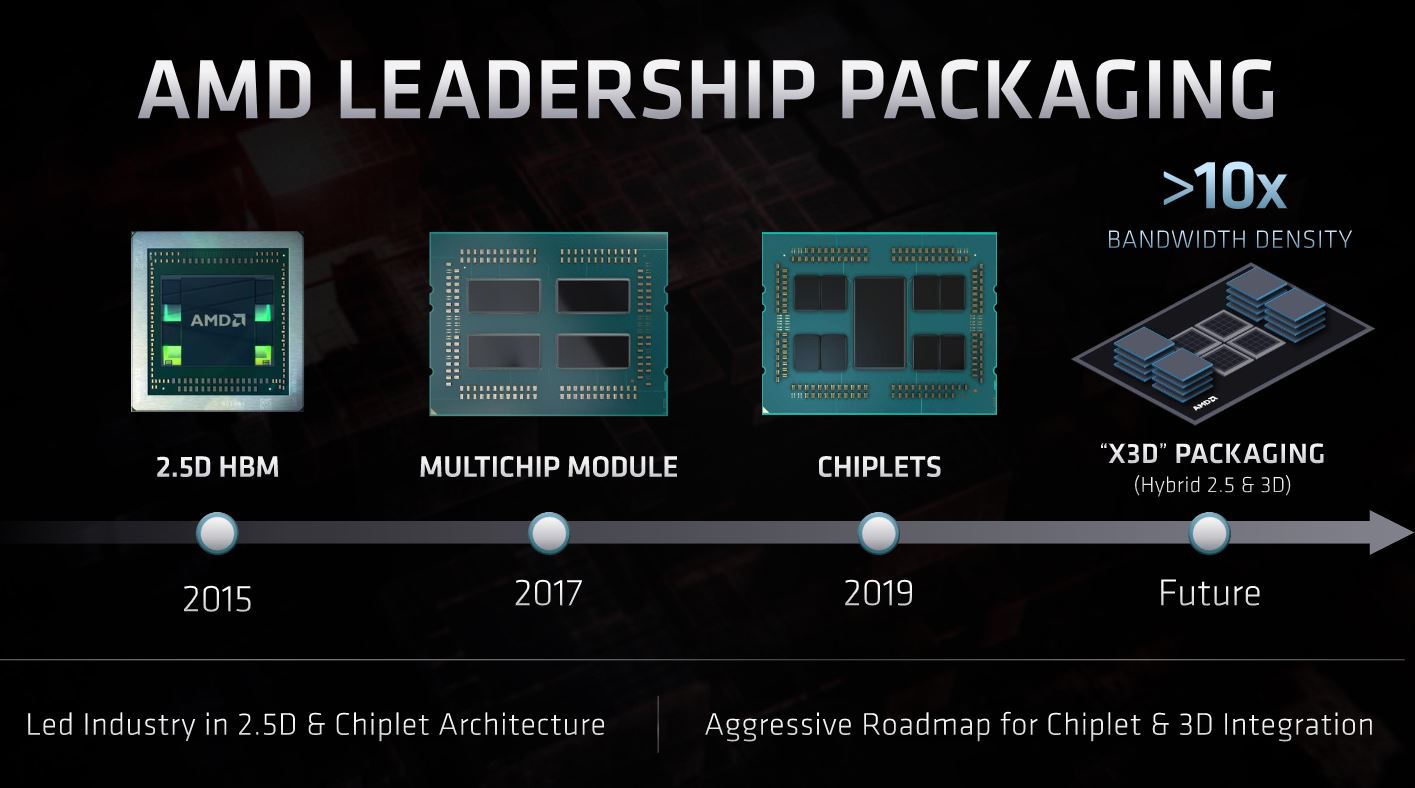 AMD LEADERSHIP PACKAGING
>10x
BANDWIDTH DENSITY
AMD
AMD
2.5D HBM
MULTICHIP MODULE
CHIPLETS
“X3D” PACKAGING
(Hybrid 2.5 & 3D)
2015
2017
2019
Future
Led Industry in 2.5D & Chiplet Architecture
Aggressive Roadmap for Chiplet & 3D Integration